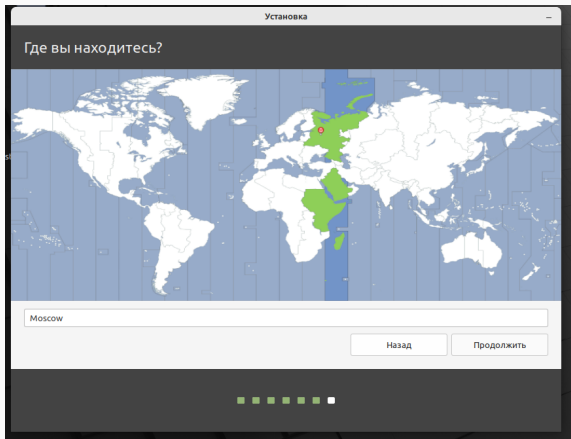 Установка
Где вы находитесь?
Moscow
Назад
Продолжить